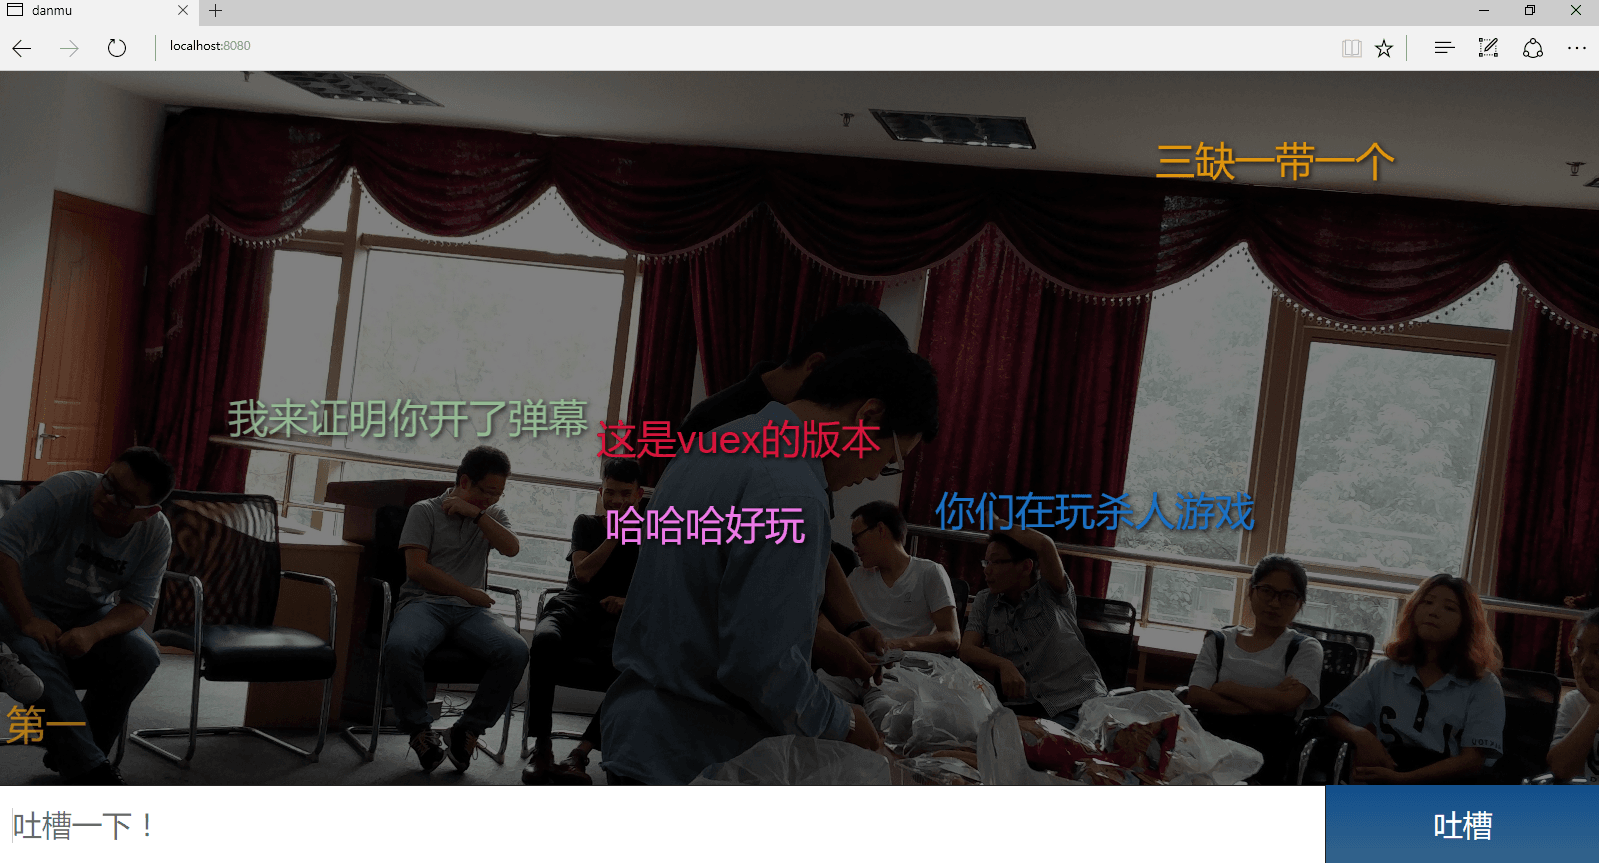 danmu
localhost:8080
三缺一带一个
我来证明你开了弹幕
这是vuex的版本
你们在玩杀人游戏
哈哈哈好玩
第一
吐槽一下！
吐槽